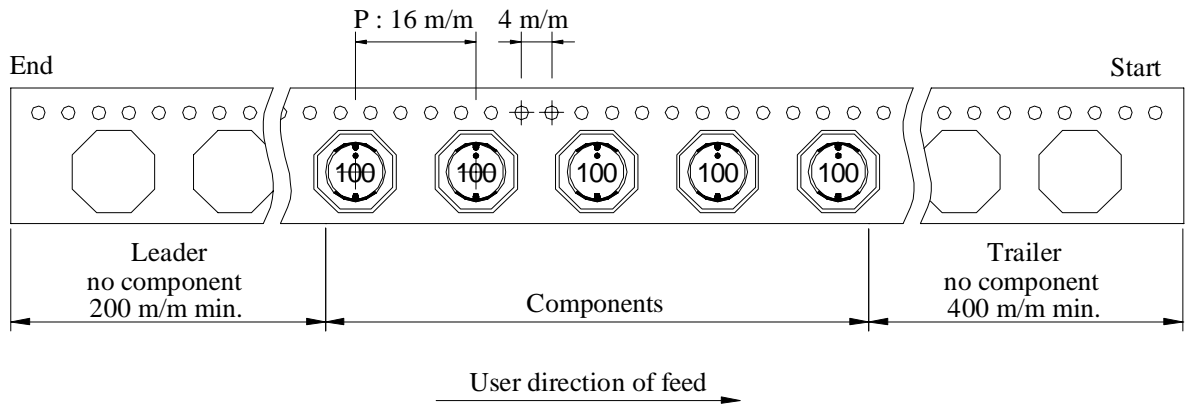 P : 16 m/m
4 m/m
End
Start
100
100
100
100
100
Leader
no component
200 m/m min.
Components
Trailer
no component
400 m/m min.
User direction of feed